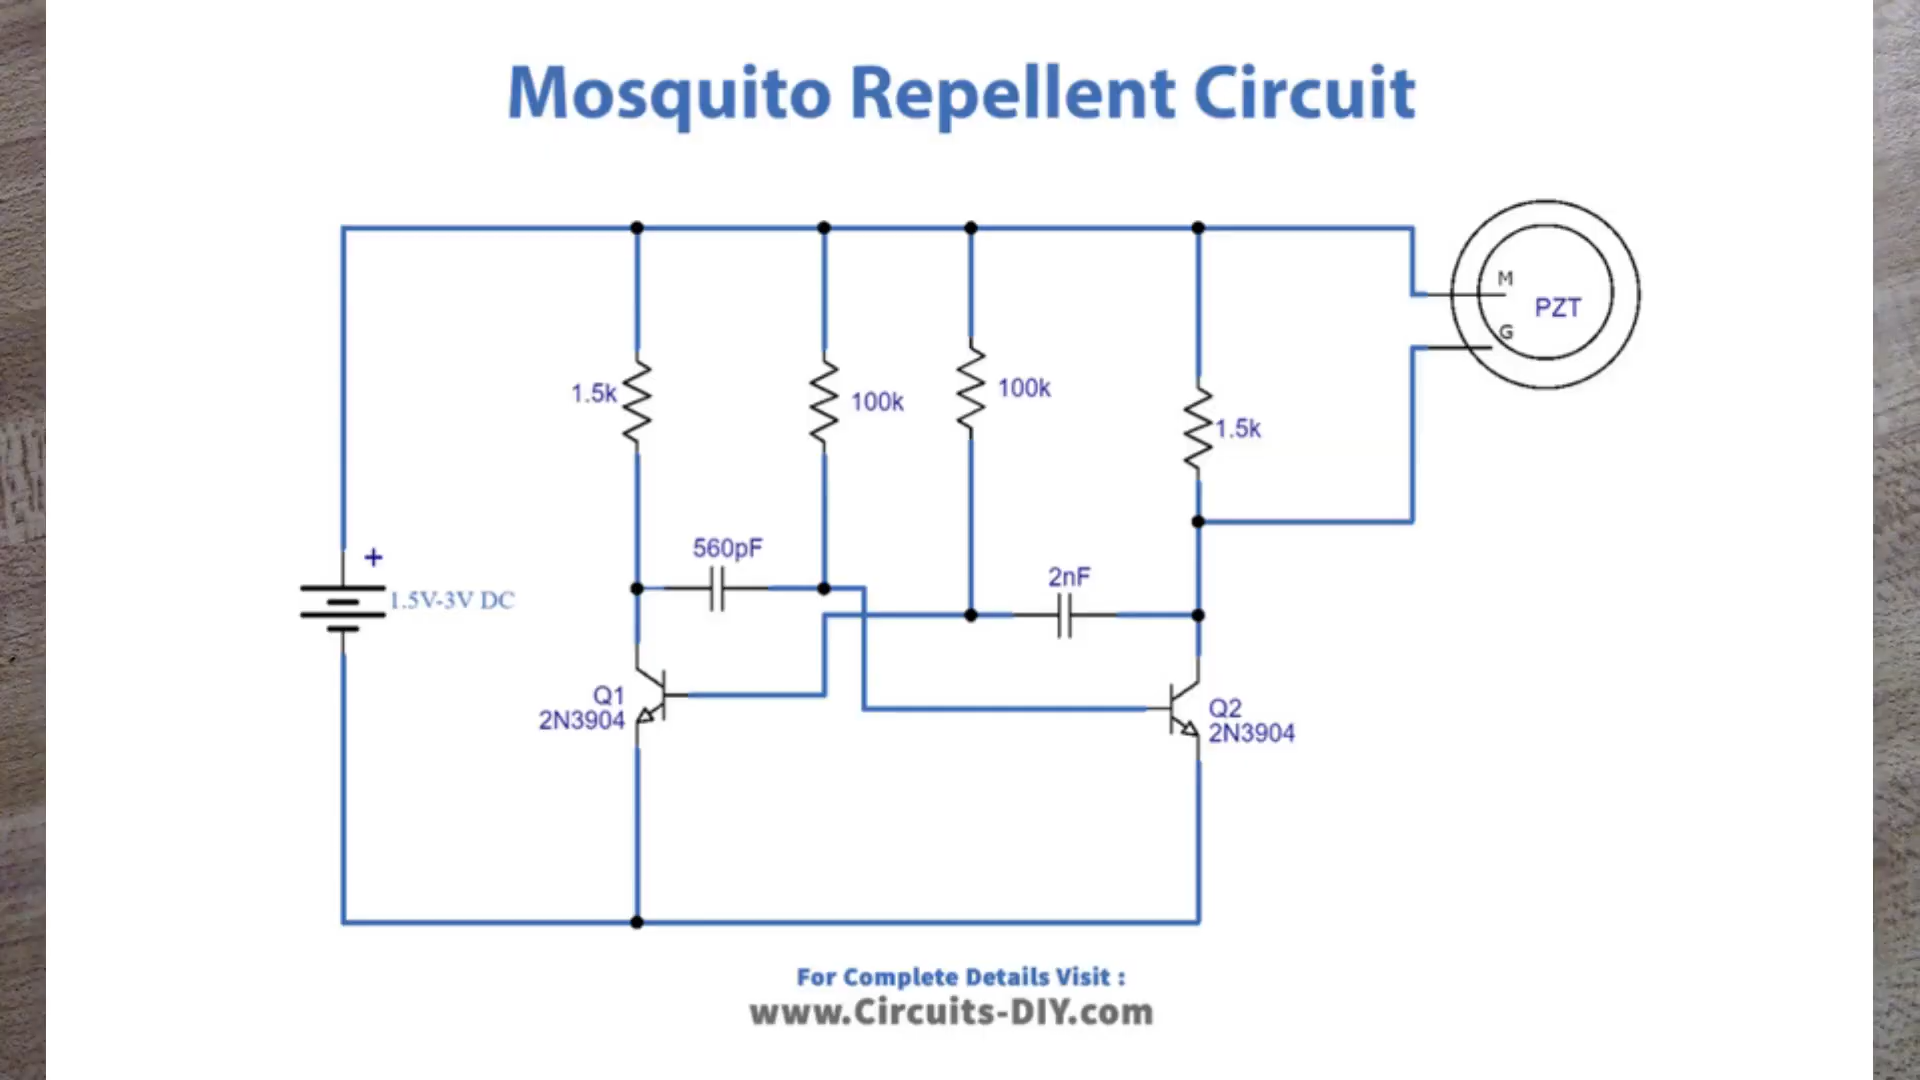 Mosquito Repellent Circuit
M
PZT
G
1.5k
100k
100k
1.5k
560pF
2nF
+
1.5V-3V DC
Q1
2N3904
Q2
2N3904
For Complete Details Visit :
www.Circuits-DIY.com